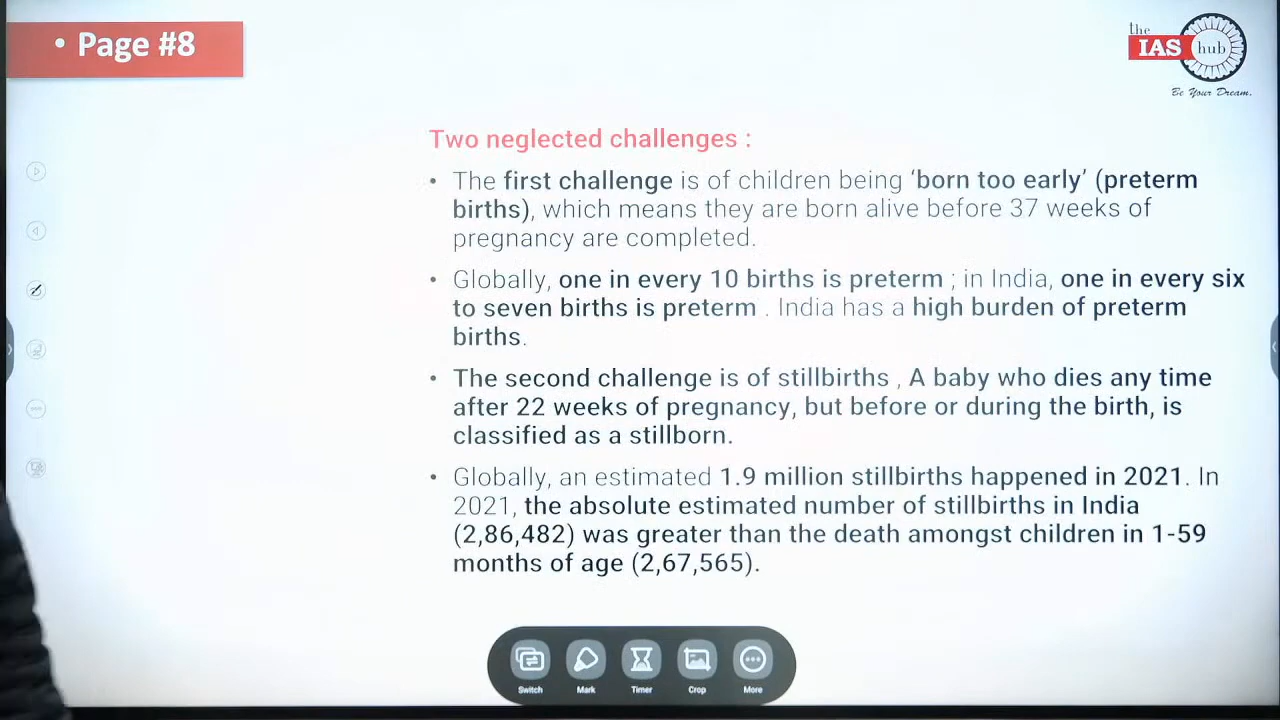 • Page #8
the
IAS hub
Be Your Dream.
Two neglected challenges :
• The first challenge is of children being ‘born too early’ (preterm
births), which means they are born alive before 37 weeks of
pregnancy are completed.
• Globally, one in every 10 births is preterm ; in India, one in every six
to seven births is preterm . India has a high burden of preterm
births.
• The second challenge is of stillbirths , A baby who dies any time
after 22 weeks of pregnancy, but before or during the birth, is
classified as a stillborn.
• Globally, an estimated 1.9 million stillbirths happened in 2021. In
2021, the absolute estimated number of stillbirths in India
(2,86,482) was greater than the death amongst children in 1-59
months of age (2,67,565).
Switch Mark Timer Crop More